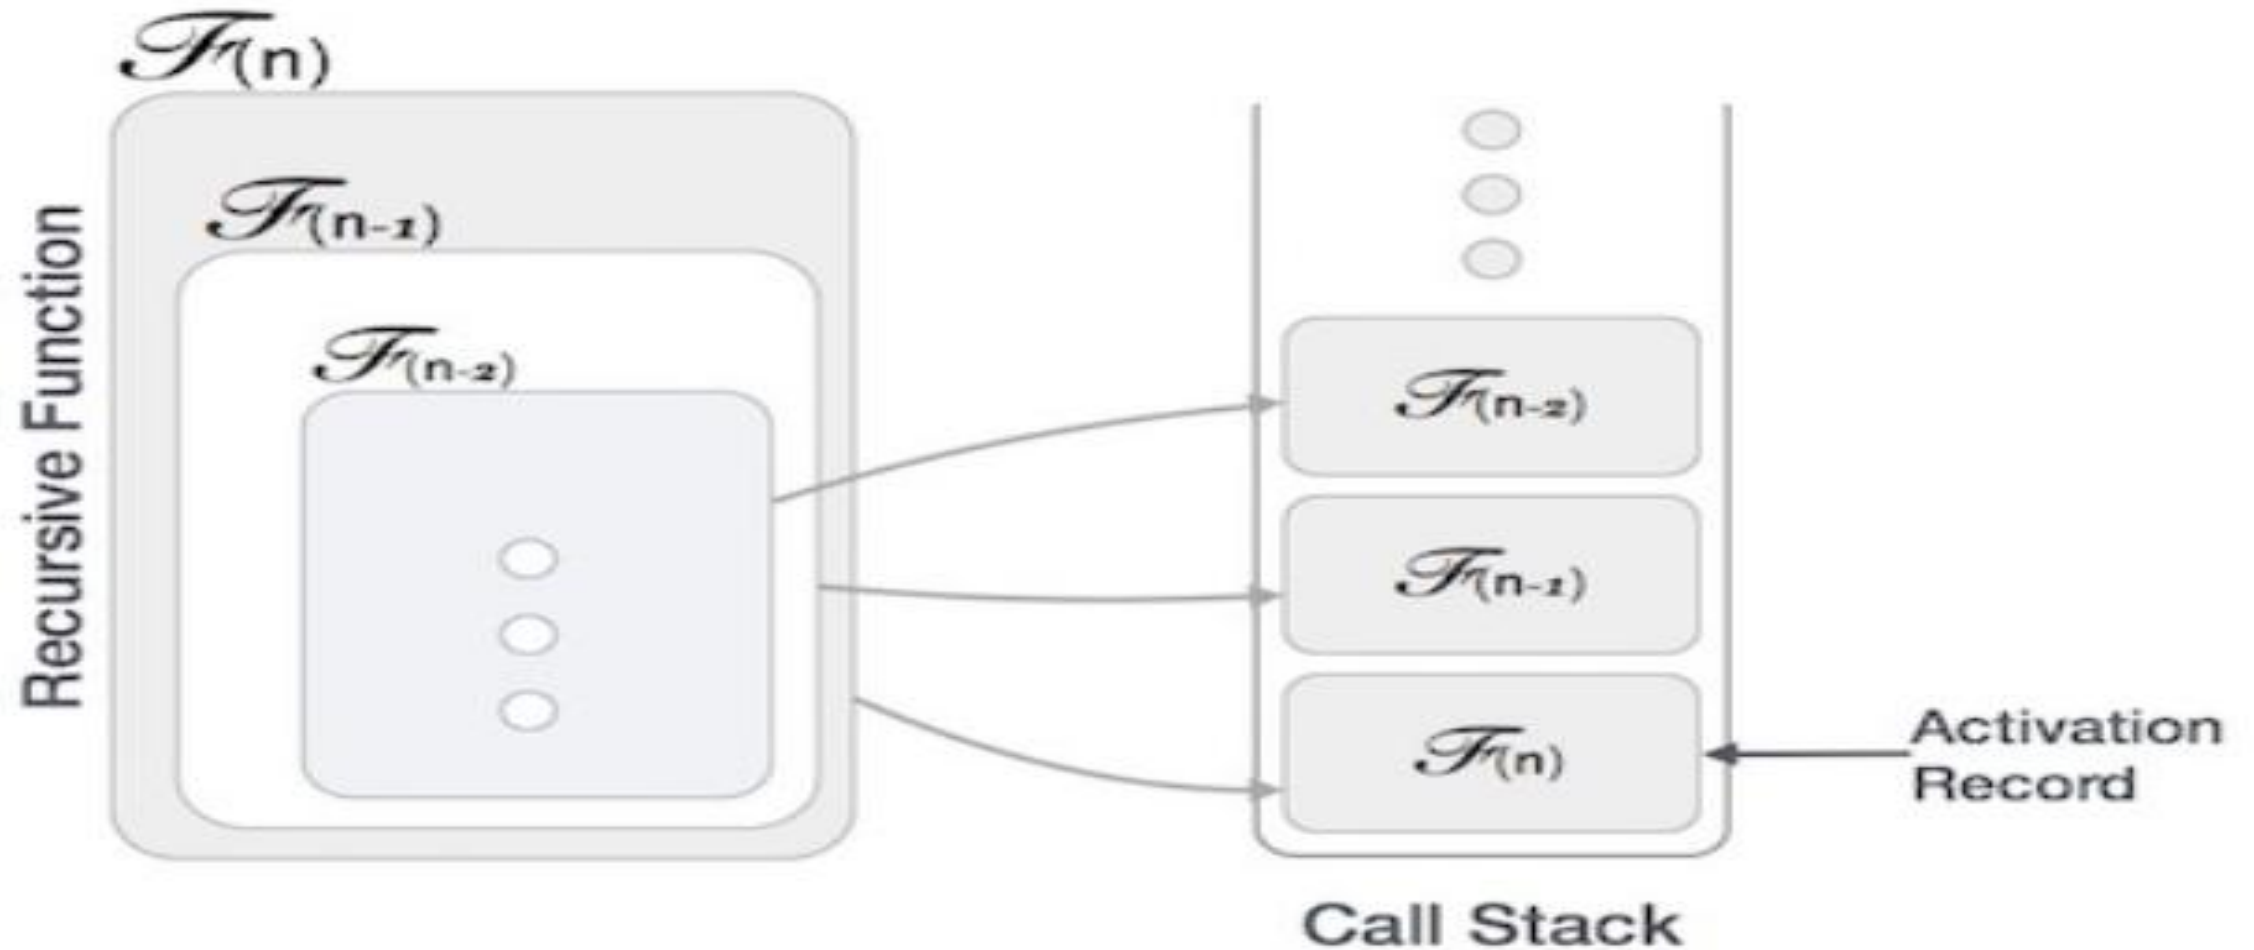 ℱ(n)
ℱ(n-1)
ℱ(n-2)
Recursive Function
ℱ(n-2)
ℱ(n-1)
ℱ(n)
Activation
Record
Call Stack